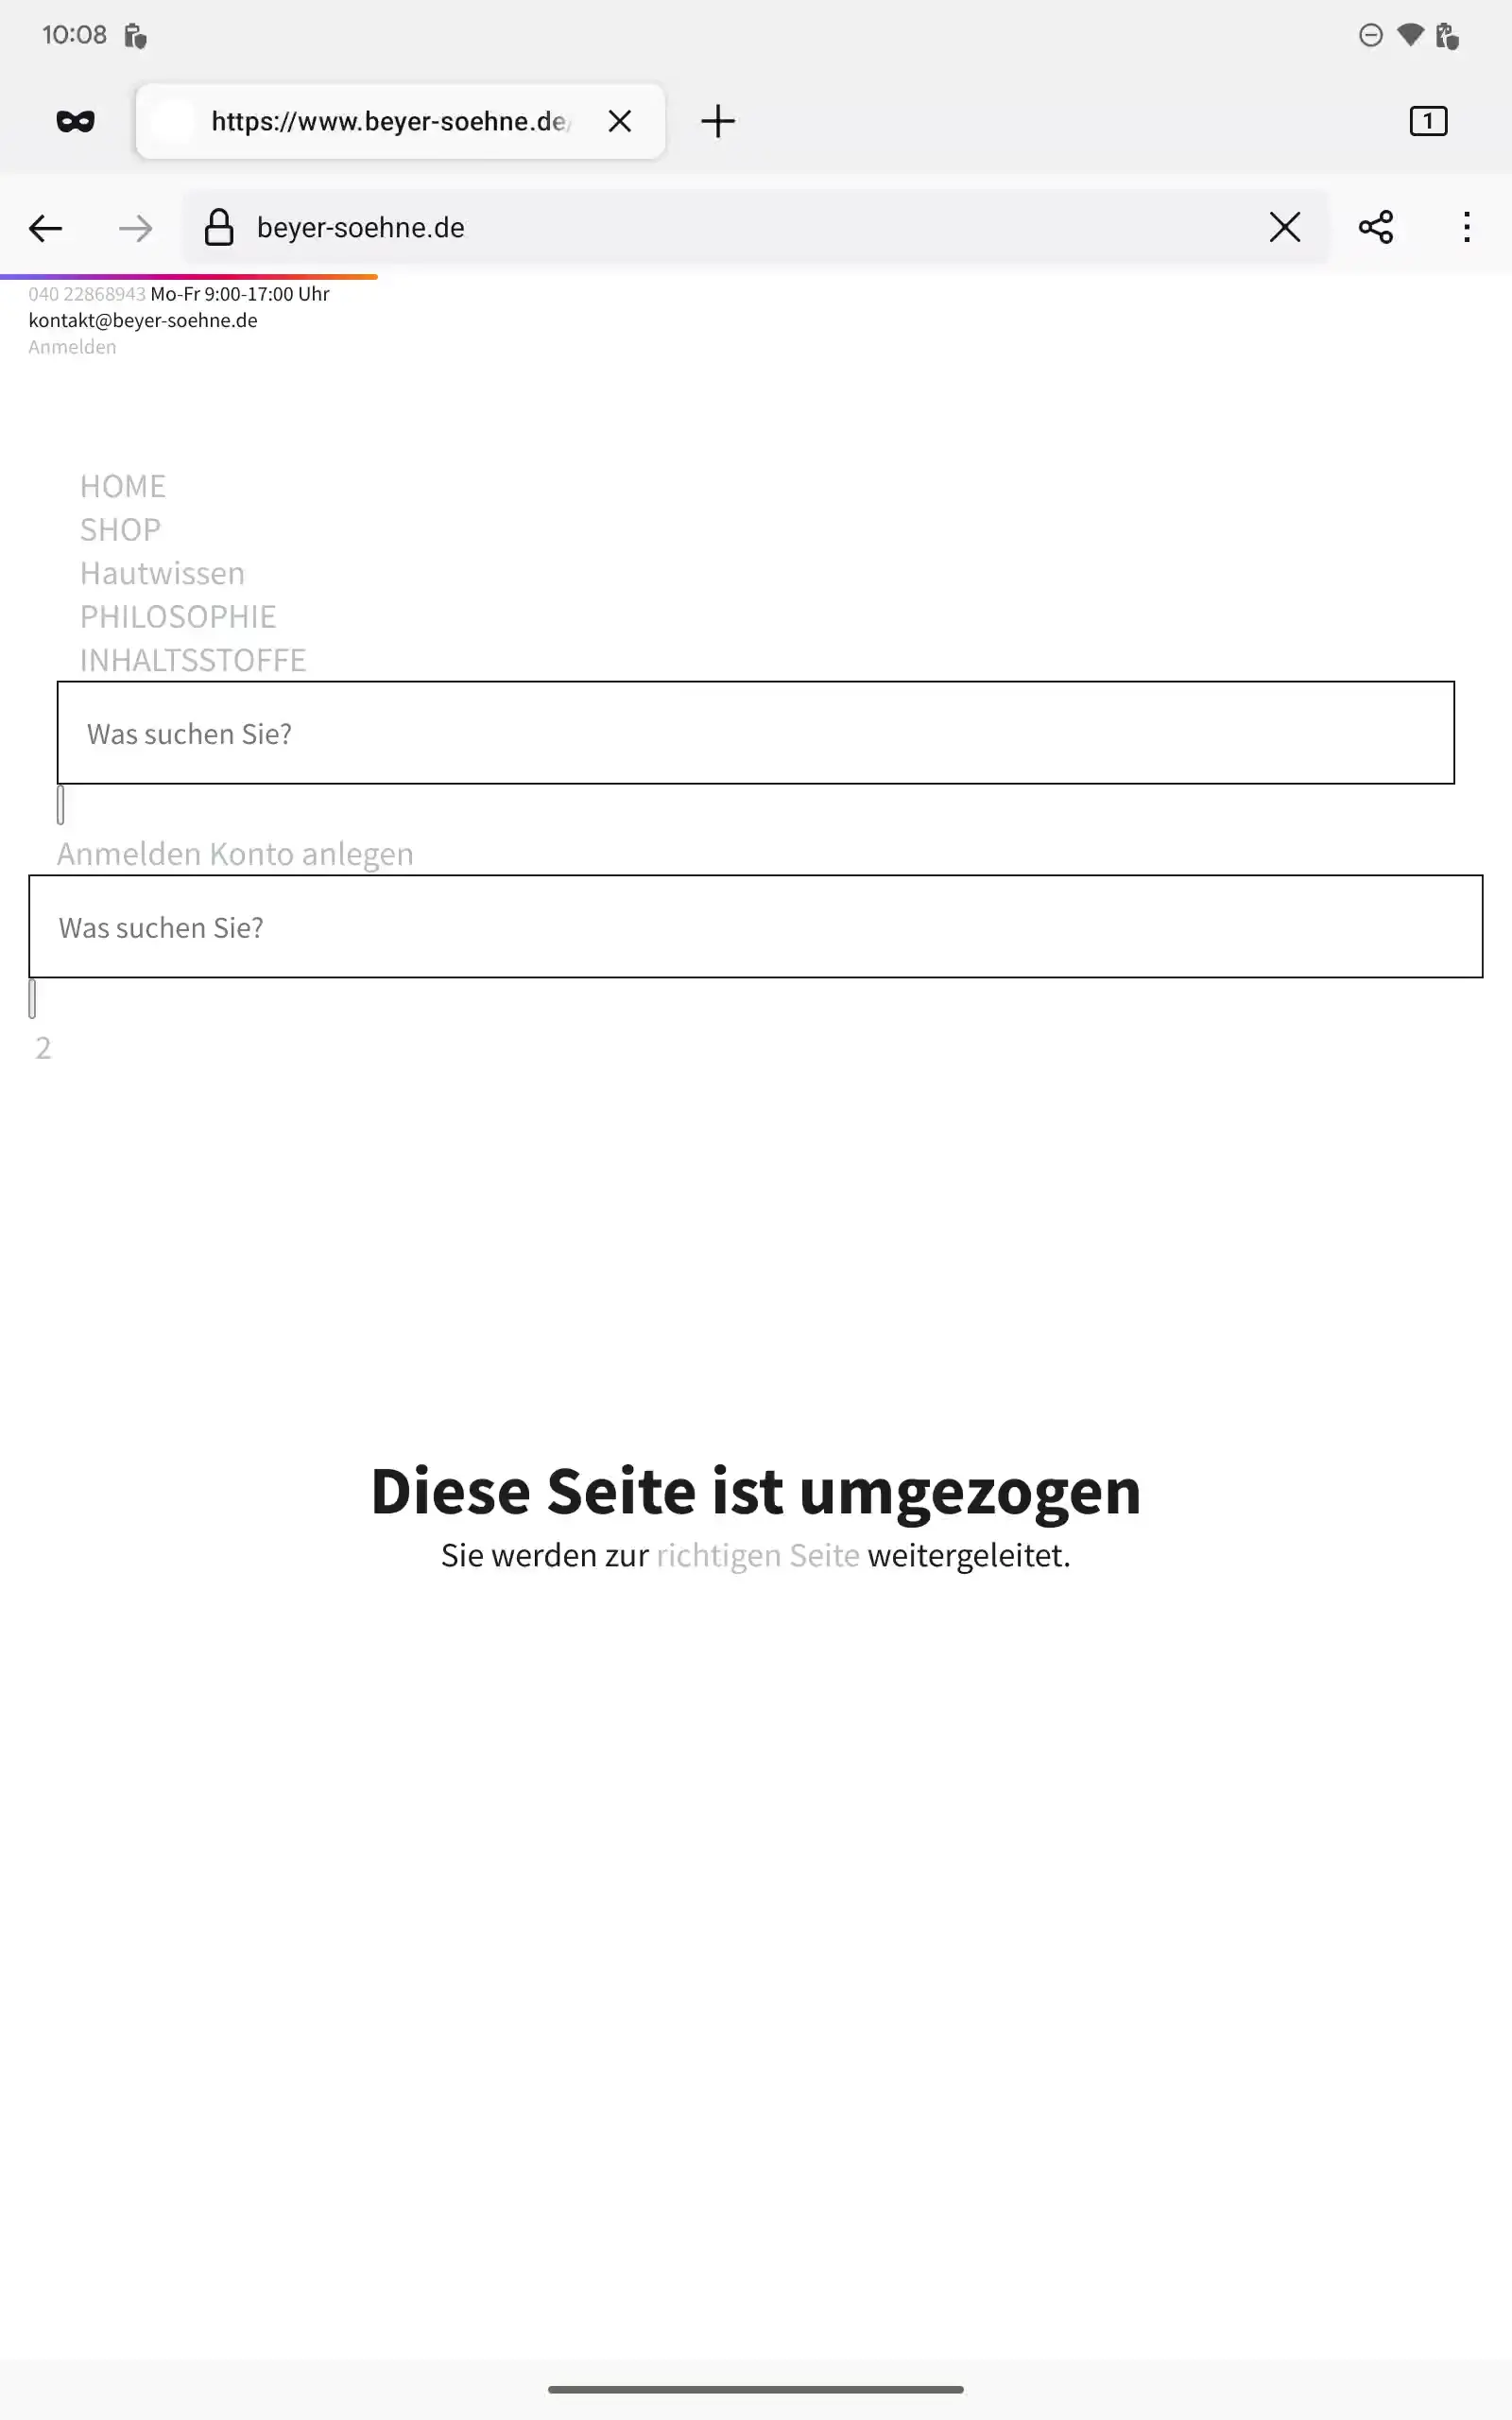 10:08
https://www.beyer-soehne.de/
1
beyer-soehne.de
040 22868943 Mo-Fr 9:00-17:00 Uhr
kontakt@beyer-soehne.de
Anmelden
HOME
SHOP
Hautwissen
PHILOSOPHIE
INHALTSSTOFFE
Was suchen Sie?
Anmelden Konto anlegen
Was suchen Sie?
2
Diese Seite ist umgezogen
Sie werden zur richtigen Seite weitergeleitet.